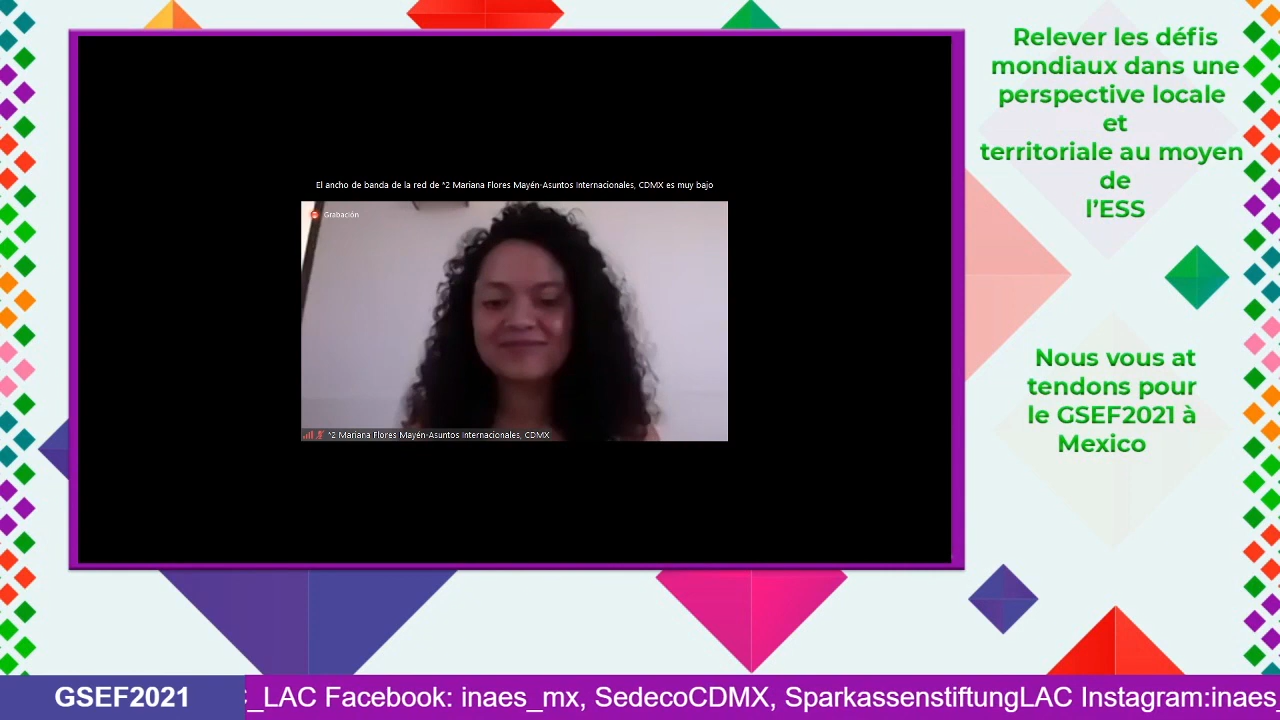 Relever les défis
mondiaux dans une
perspective locale
et
territoriale au moyen
de
l'ESS
El ancho de banda de la red de ^2 Mariana Flores Mayén-Asuntos Internacionales, CDMX es muy bajo
Grabación
^2 Mariana Flores Mayén-Asuntos Internacionales, CDMX
Nous vous at
tendons pour
le GSEF2021 à
Mexico
GSEF2021
C_LAC Facebook: inaes_mx, SedecoCDMX, SparkassenstiftungLAC Instagram:inaes_